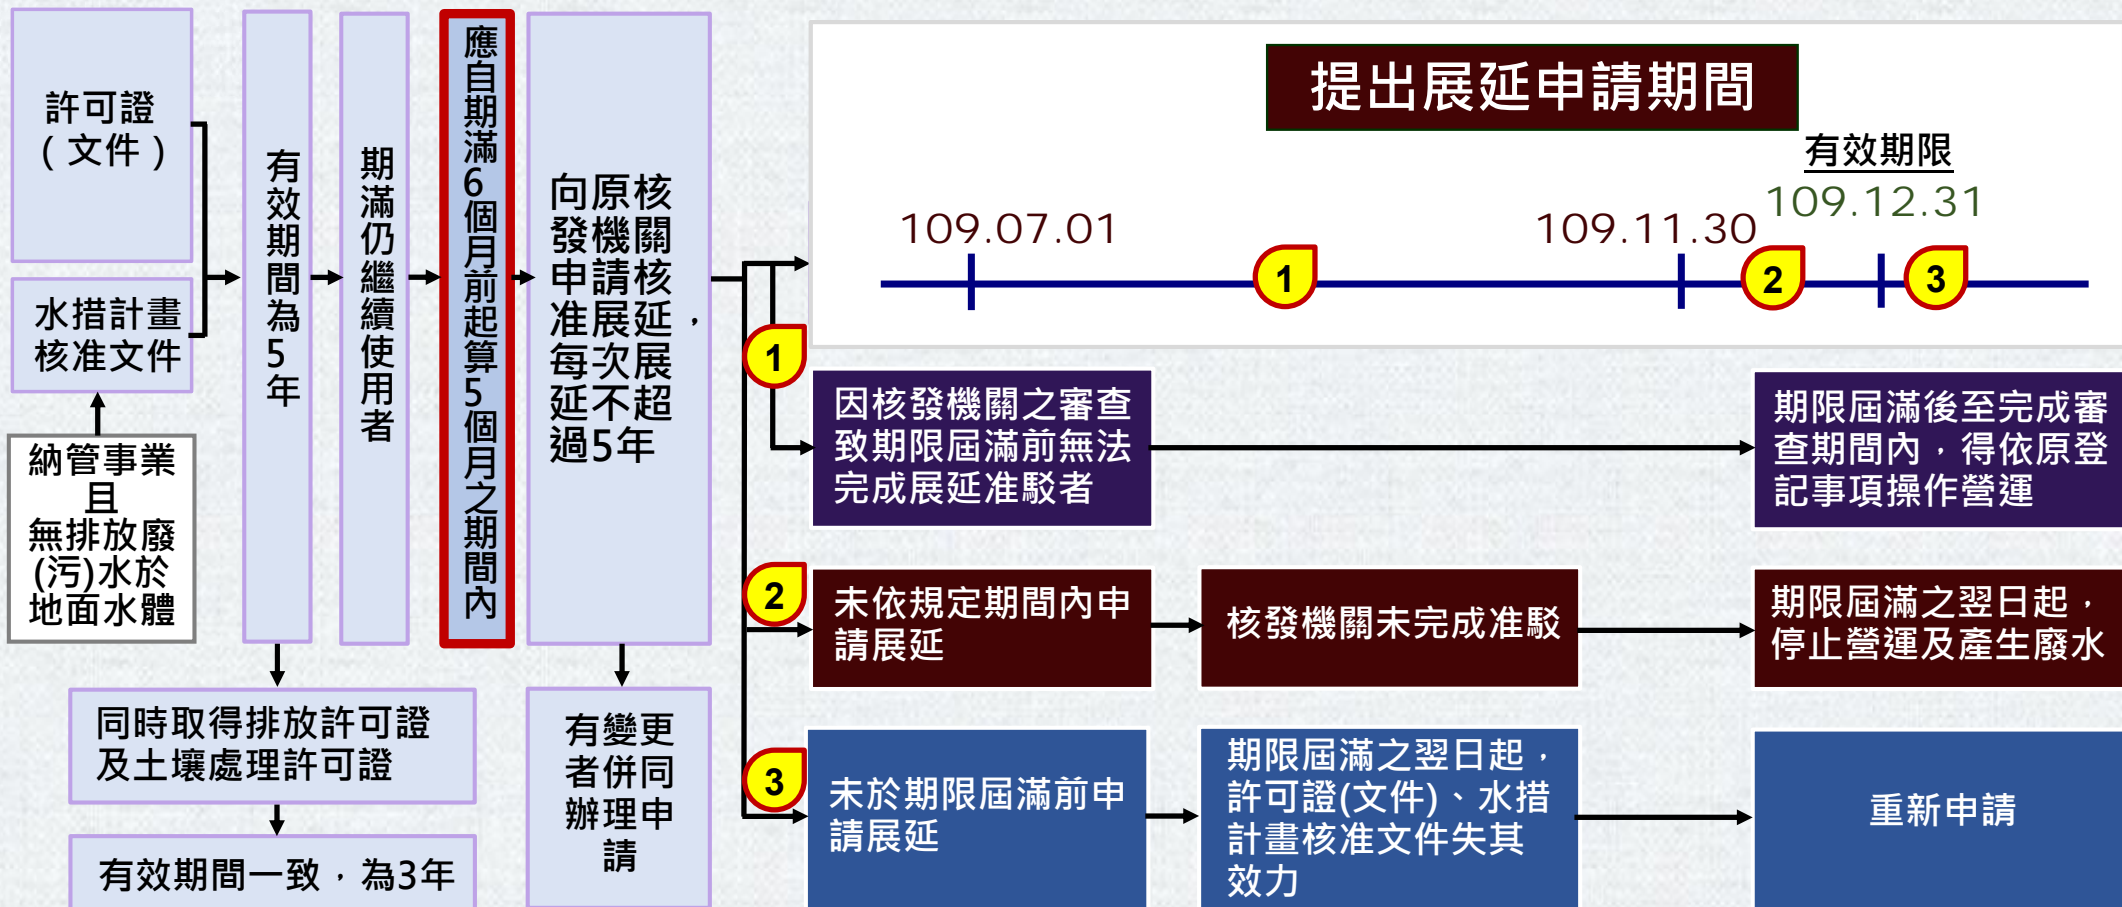 許可證
(文件)
水措計畫
核准文件
納管事業
且
無排放廢
(污)水於
地面水體
有效期間為5年
期滿仍繼續使用者
應自期滿6個月前起算5個月之期間內
向原核
發機關核
申請展延，
准每次展
延不超
過5年
同時取得排放許可證
及土壤處理許可證
有效期間一致，為3年
有變更
者併同
辦理申
請
提出展延申請期間
有效期限
109.07.01
109.11.30
109.12.31
1
2
3
1
因核發機關之審查
致期限屆滿前無法
完成展延准駁者
期限屆滿後至完成審
查期間內，得依原登
記事項操作營運
2
未依規定期間內申
請展延
核發機關未完成准駁
期限屆滿之翌日起，
停止營運及產生廢水
3
未於期限屆滿前申
請展延
期限屆滿之翌日起，
許可證(文件)、水措
計畫核准文件失其
效力
重新申請